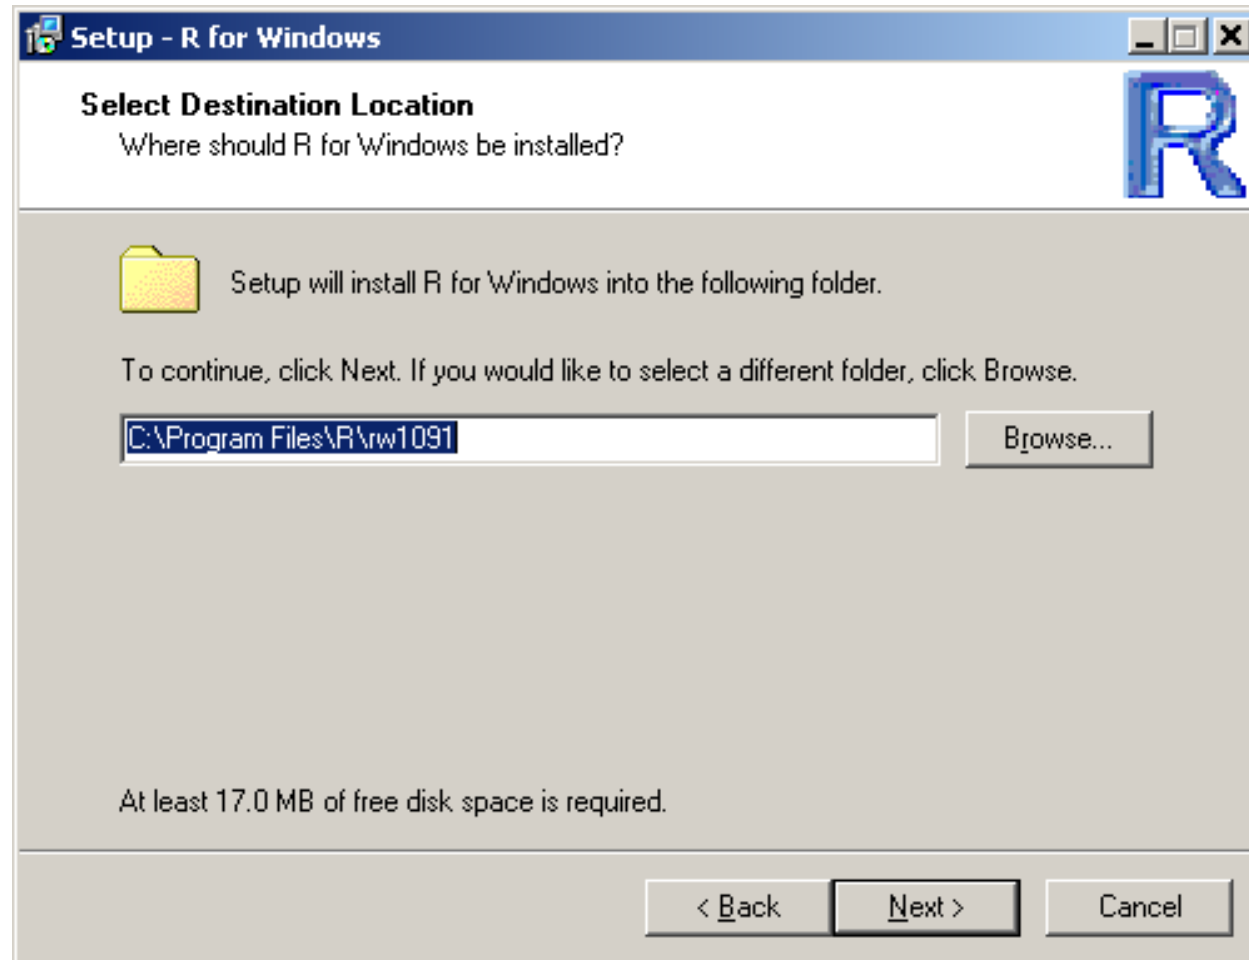 Setup - R for Windows
Select Destination Location
Where should R for Windows be installed?
R
Setup will install R for Windows into the following folder.
To continue, click Next. If you would like to select a different folder, click Browse.
C:\Program Files\R\rw1091
Browse...
At least 17.0 MB of free disk space is required.
< Back Next > Cancel